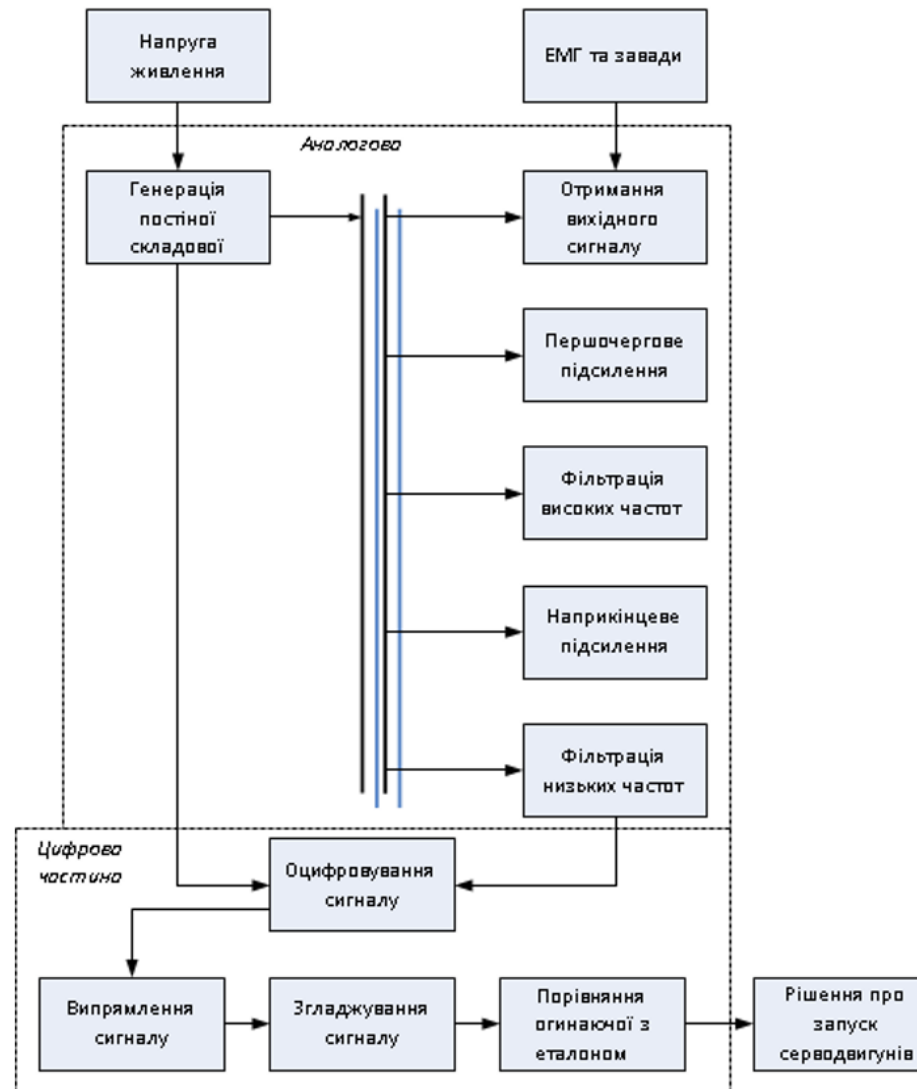 Напруга
живлення
ЕМГ та завади
Аналогова
Генерація
постіної
складової
Отримання
вихідного
сигналу
Першочергове
підсилення
Фільтрація
високих частот
Наприкінцеве
підсилення
Фільтрація
низьких частот
Цифрова
частина
Оцифровування
сигналу
Випрямлення
сигналу
Згладжування
сигналу
Порівняння
огинаючої з
еталоном
Рішення про
запуск
серводвигунів